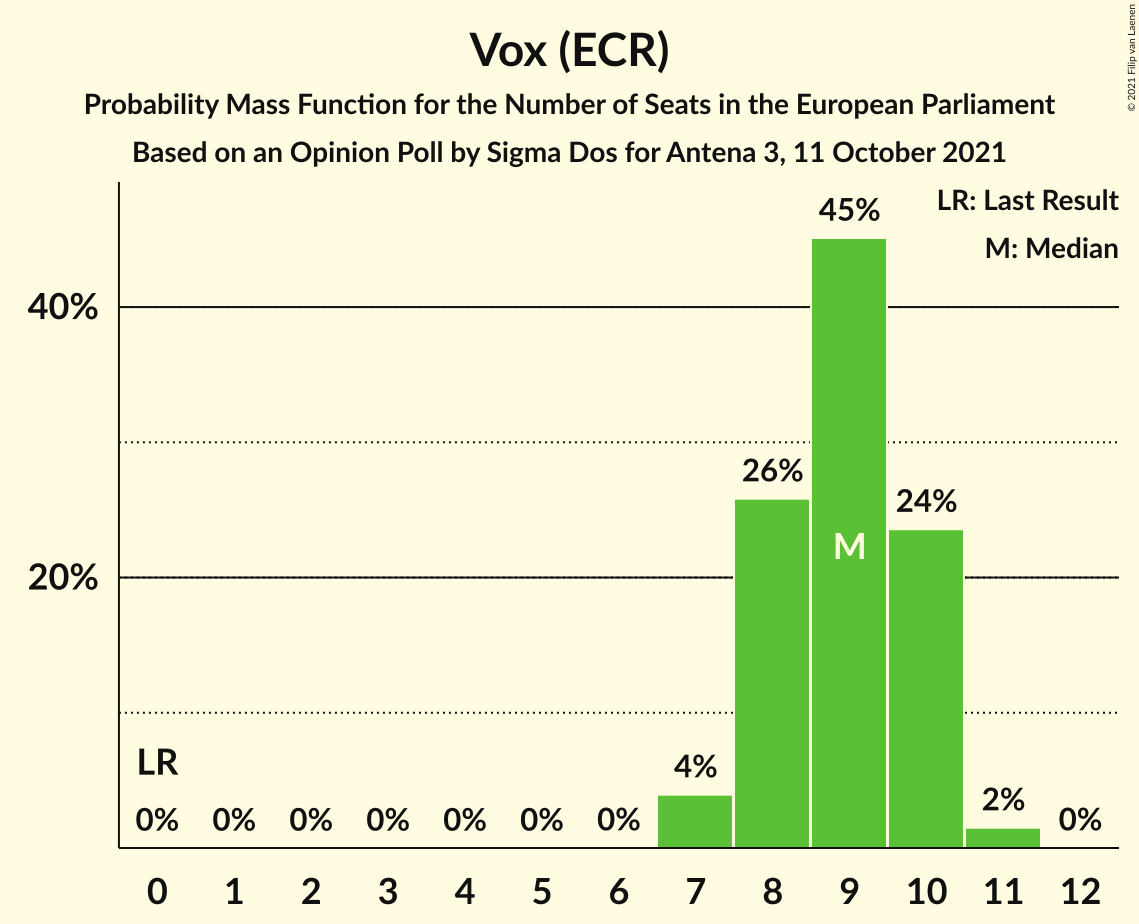 Vox (ECR)
Probability Mass Function for the Number of Seats in the European Parliament
Based on an Opinion Poll by Sigma Dos for Antena 3, 11 October 2021
© 2021 Filip van Laenen
LR: Last Result
M: Median
40%
20%
LR
0% 0% 0% 0% 0% 0% 0% 4% 26% 45% 24% 2% 0%
M
0 1 2 3 4 5 6 7 8 9 10 11 12